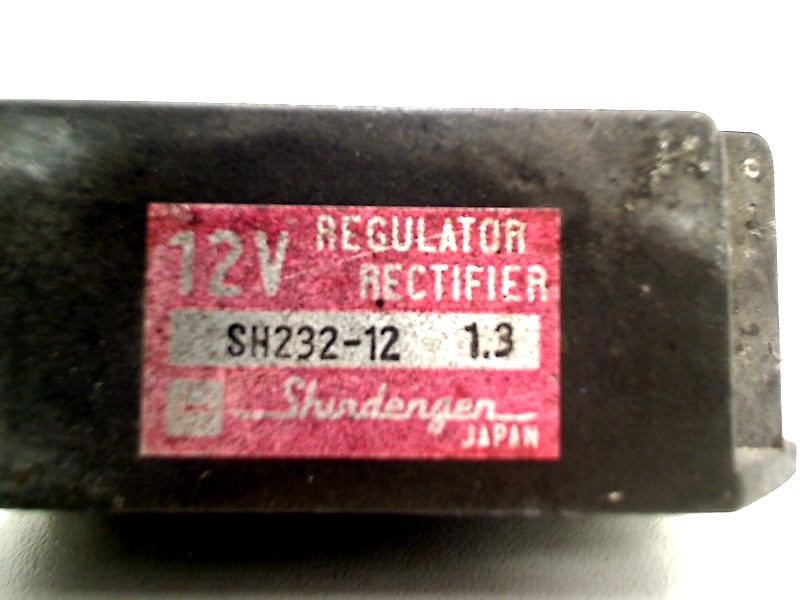 12V REGULATOR
RECTIFIER
SH232-12 1.3
Shindengen
JAPAN